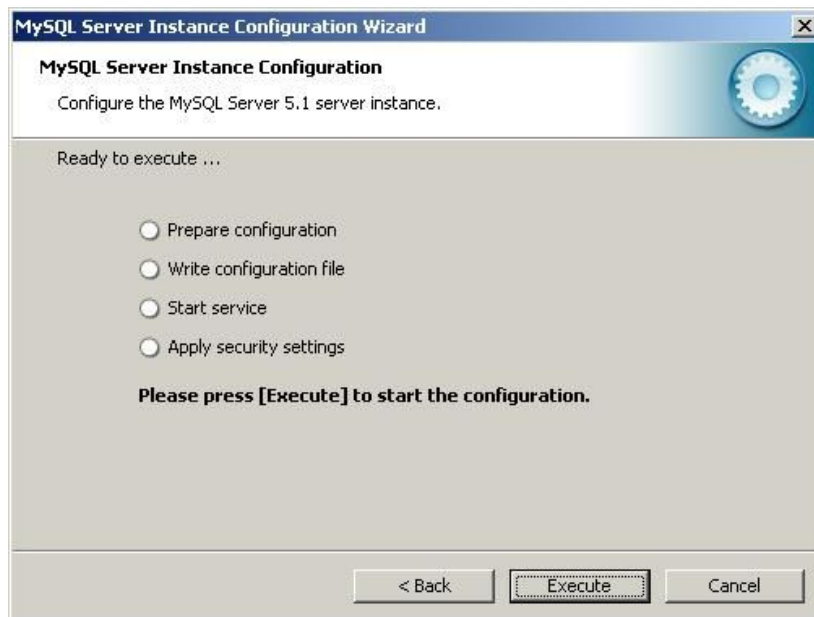 MySQL Server Instance Configuration Wizard
MySQL Server Instance Configuration
Configure the MySQL Server 5.1 server instance.
Ready to execute ...
Prepare configuration
Write configuration file
Start service
Apply security settings
Please press [Execute] to start the configuration.
< Back Execute Cancel